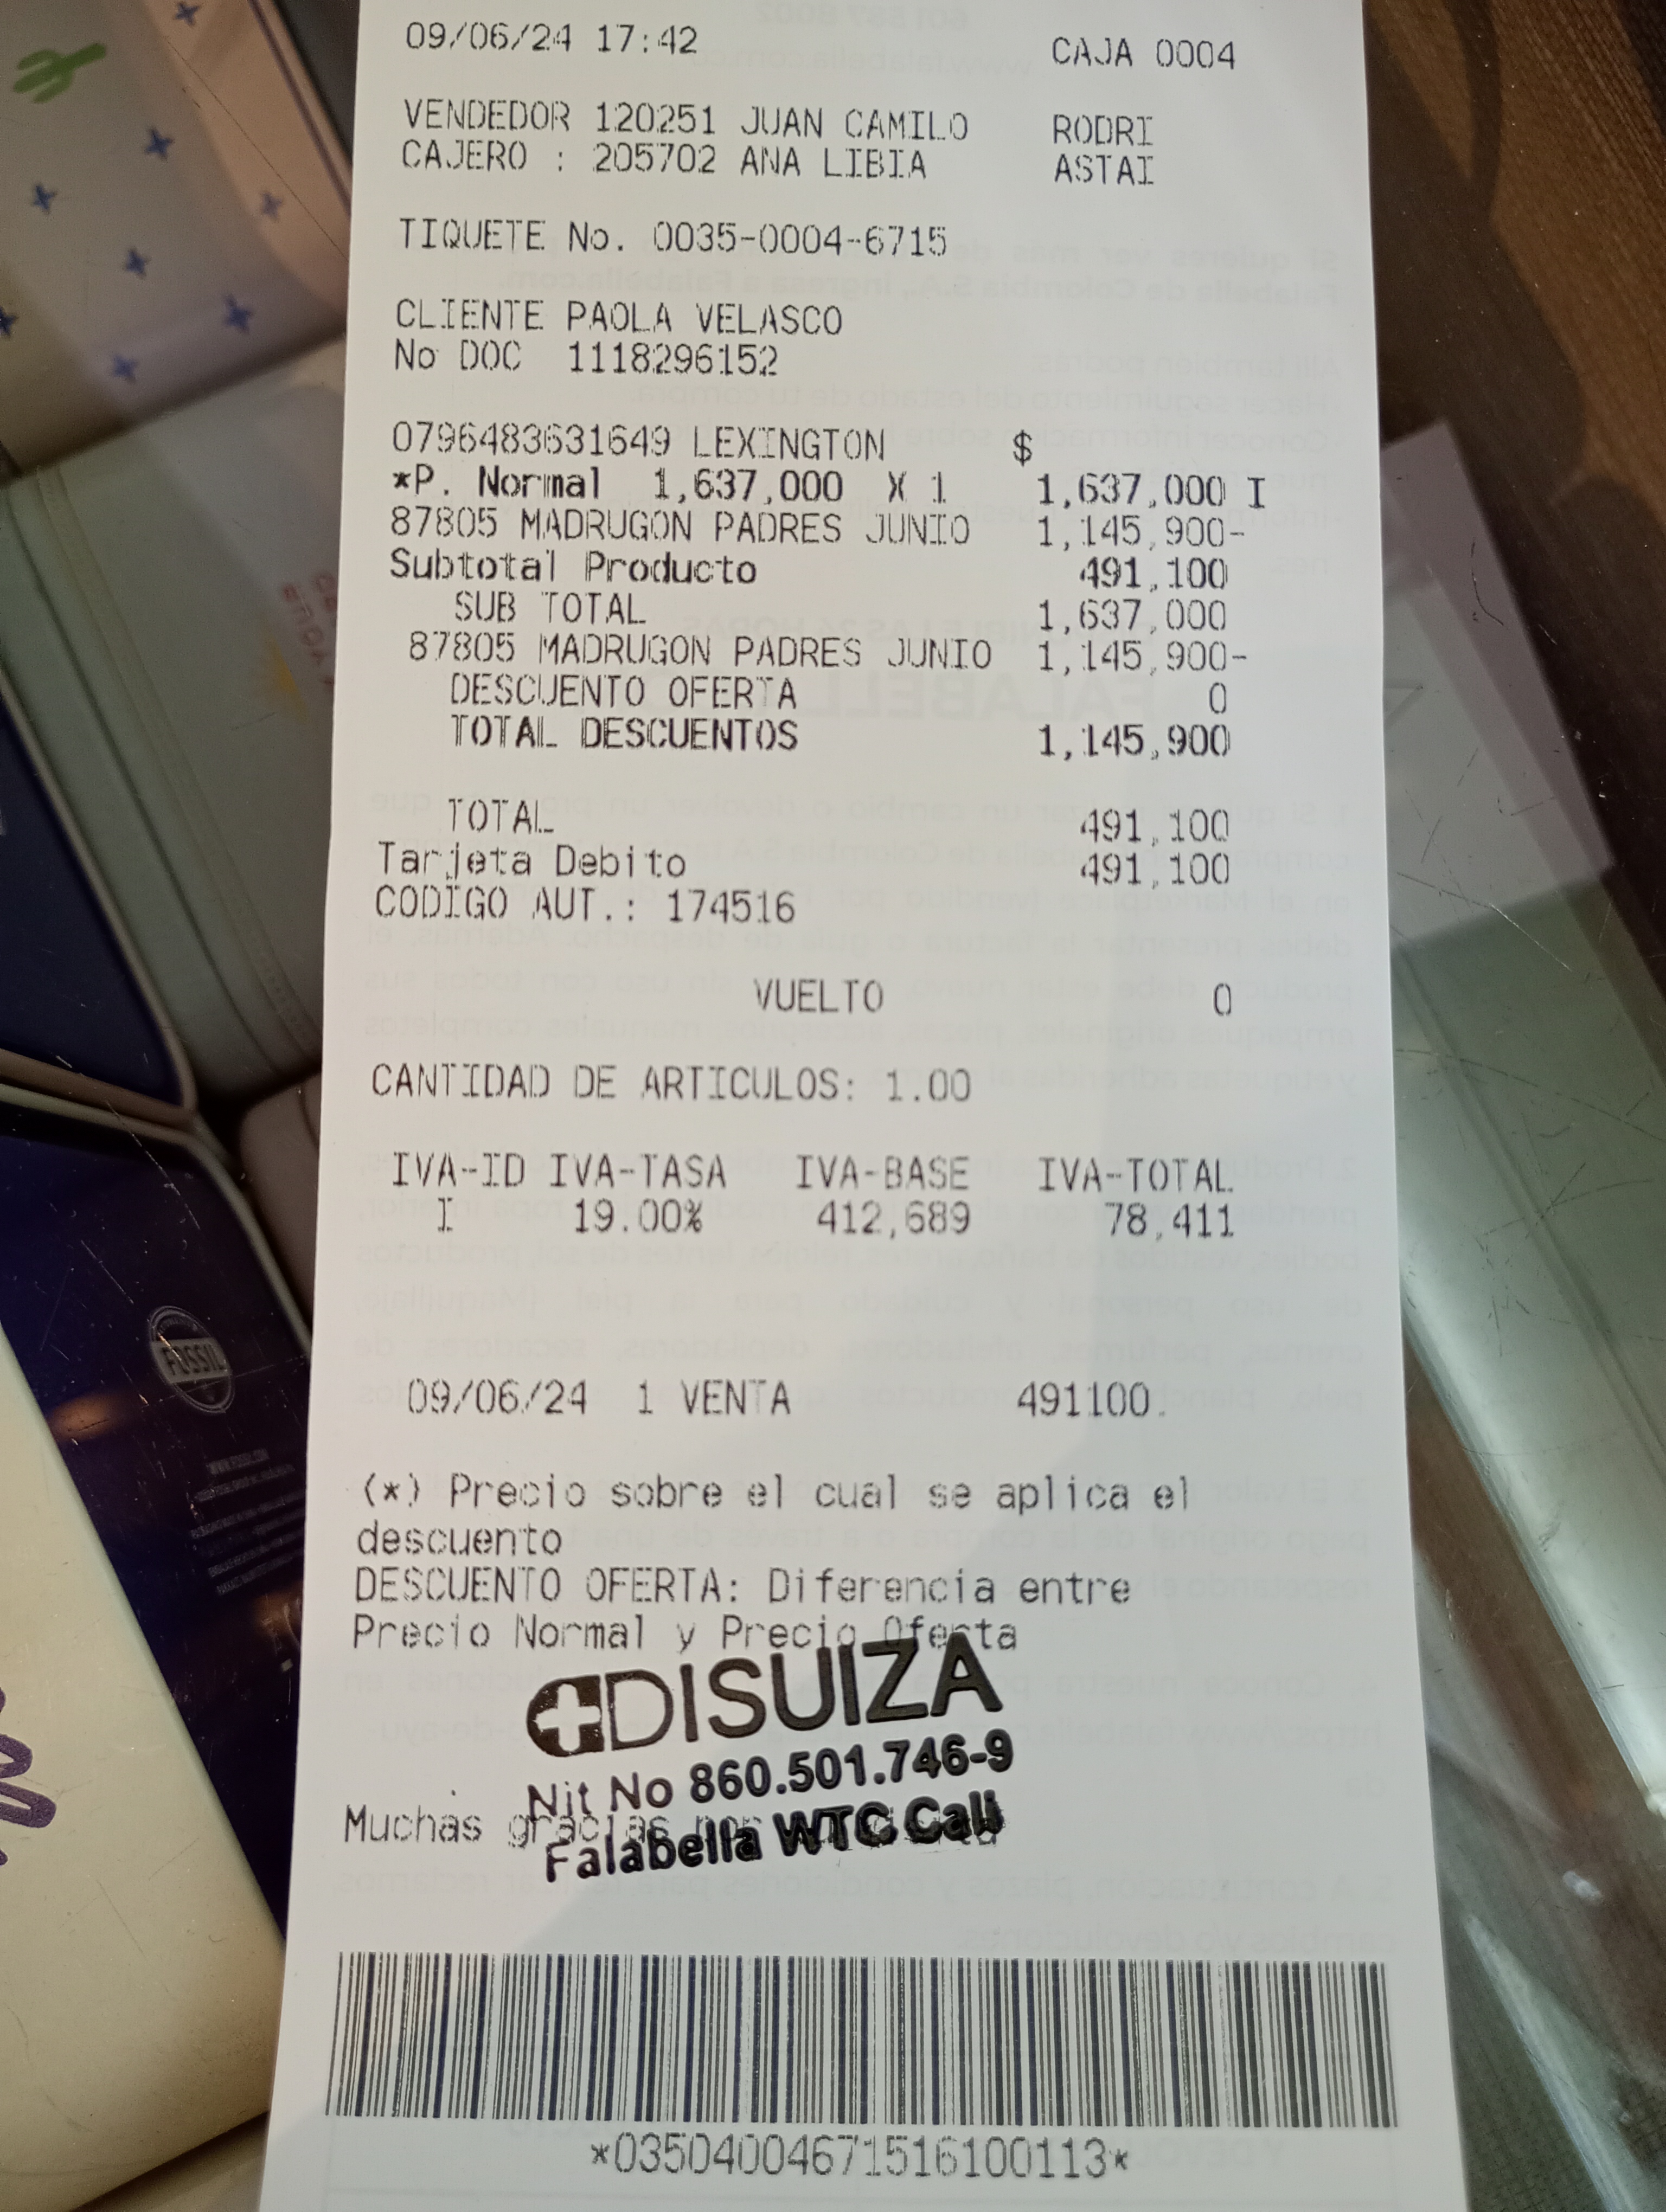 09/06/24 17:42 CAJA 0004
VENDEDOR 120251 JUAN CAMILO RODRI
CAJERO : 205702 ANA LIBIA ASTAI
TIQUETE No. 0035-0004-6715
CLIENTE PAOLA VELASCO
No DOC 1118296152
0796483631649 LEXINGTON $
*P. Normal 1,637,000 X 1 1,637,000 I
87805 MADRUGON PADRES JUNIO 1,145,900-
Subtotal Producto 491,100
SUB TOTAL 1,637,000
87805 MADRUGON PADRES JUNIO 1,145,900-
DESCUENTO OFERTA 0
TOTAL DESCUENTOS 1,145,900
TOTAL 491,100
Tarjeta Debito 491,100
CODIGO AUT.: 174516
VUELTO 0
CANTIDAD DE ARTICULOS: 1.00
IVA-ID IVA-TASA IVA-BASE IVA-TOTAL
I 19.00% 412,689 78,411
09/06/24 1 VENTA 491100.
(*) Precio sobre el cual se aplica el
descuento
DESCUENTO OFERTA: Diferencia entre
Precio Normal y Precio Oferta
DISUIZA
Nit No 860.501.746-9
Muchas gracias
Falabella WTC Cali
*03504004671516100113*
FOSSIL